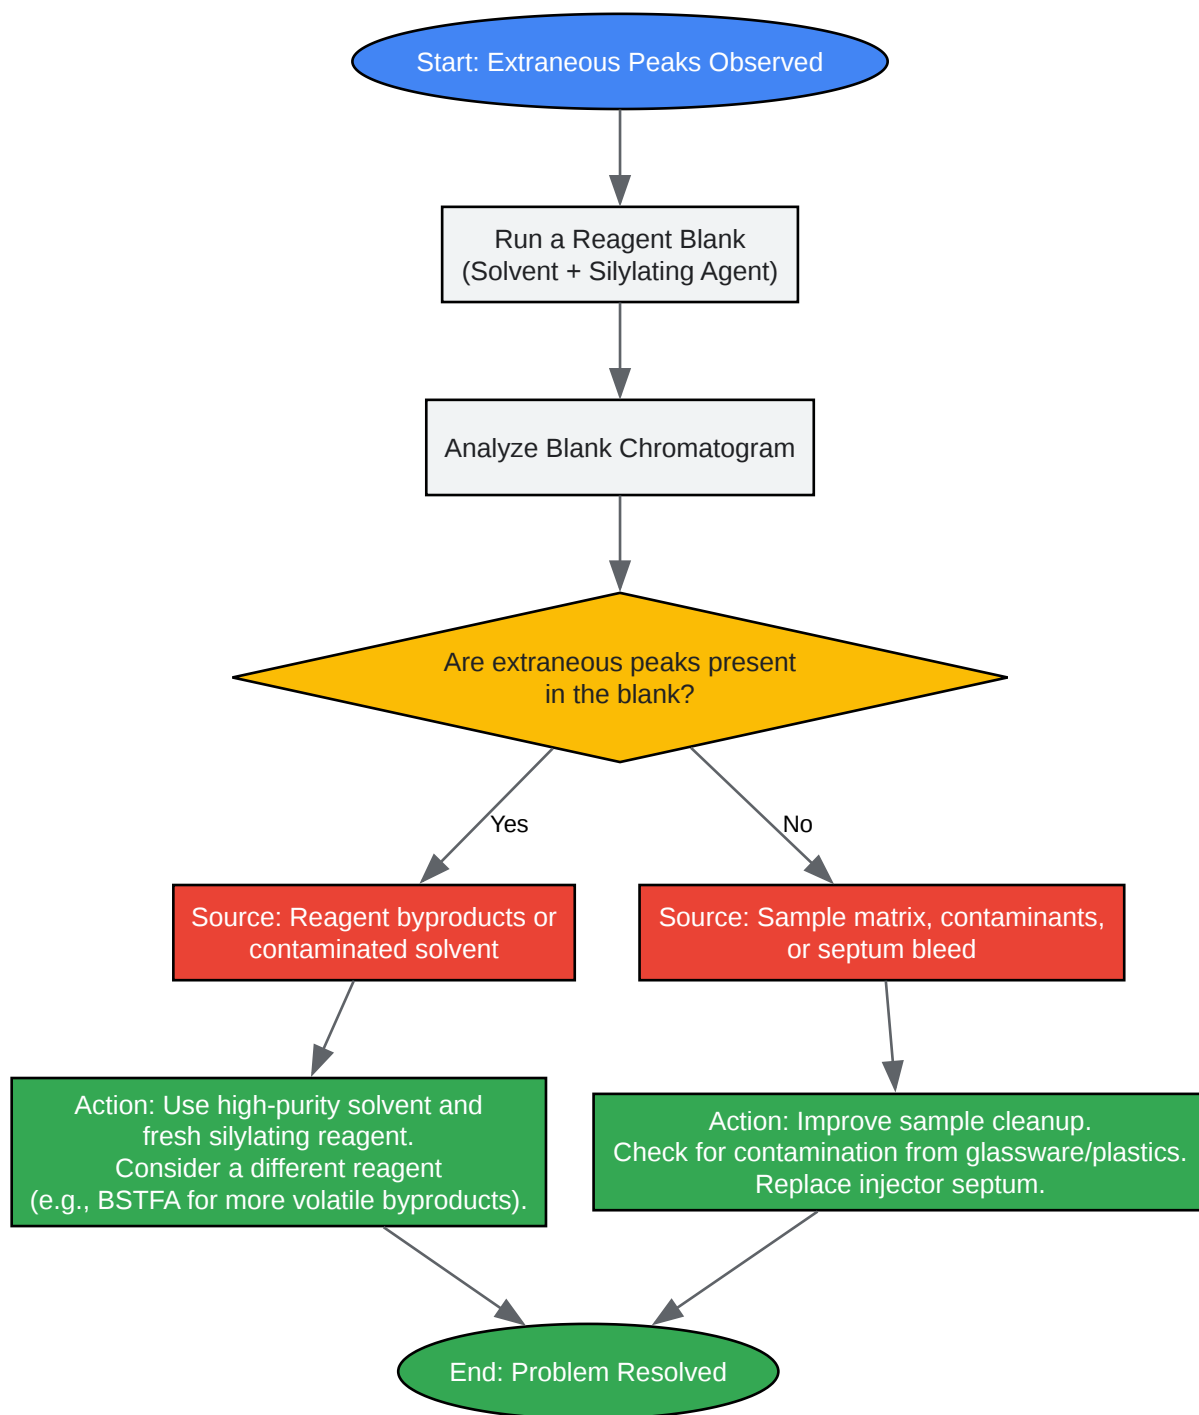 Start: Extraneous Peaks Observed
Run a Reagent Blank
(Solvent + Silylating Agent)
Analyze Blank Chromatogram
Are extraneous peaks present
in the blank?
Yes
No
Source: Reagent byproducts or
contaminated solvent
Source: Sample matrix, contaminants,
or septum bleed
Action: Use high-purity solvent and
fresh silylating reagent.
Consider a different reagent
(e.g., BSTFA for more volatile byproducts).
Action: Improve sample cleanup.
Check for contamination from glassware/plastics.
Replace injector septum.
End: Problem Resolved